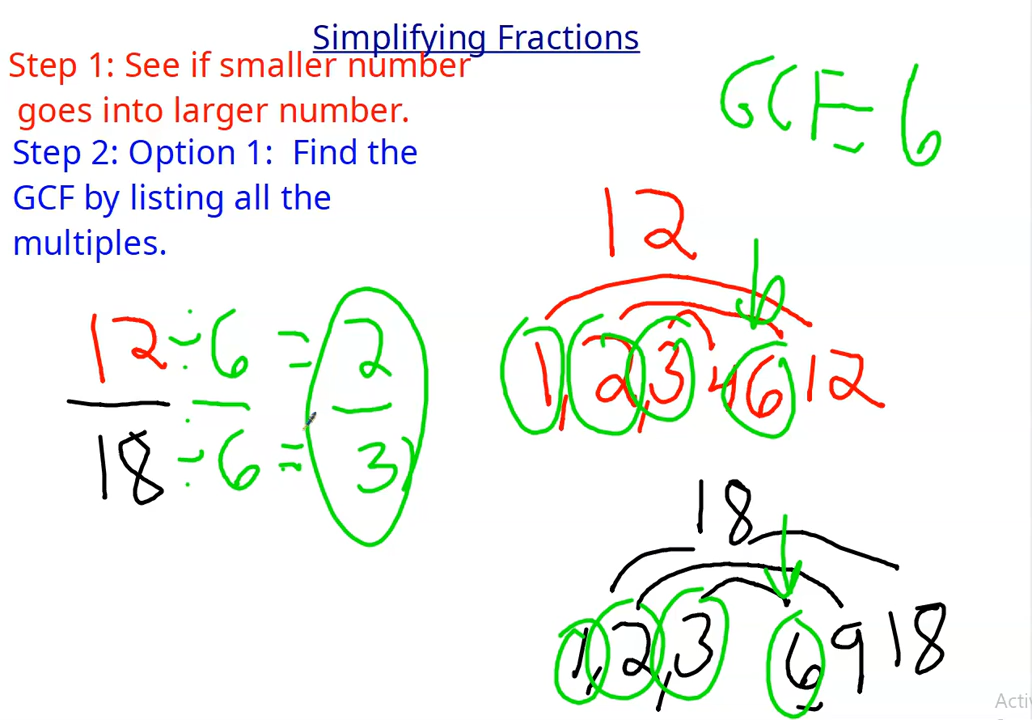 Simplifying Fractions
Step 1: See if smaller number
goes into larger number.
Step 2: Option 1: Find the
GCF by listing all the
multiples.
GCF = 6
12
1, 2, 3 4 6 12
12 ÷ 6 = 2
18 ÷ 6 = 3
18
1, 2, 3 6 9 18
Activ